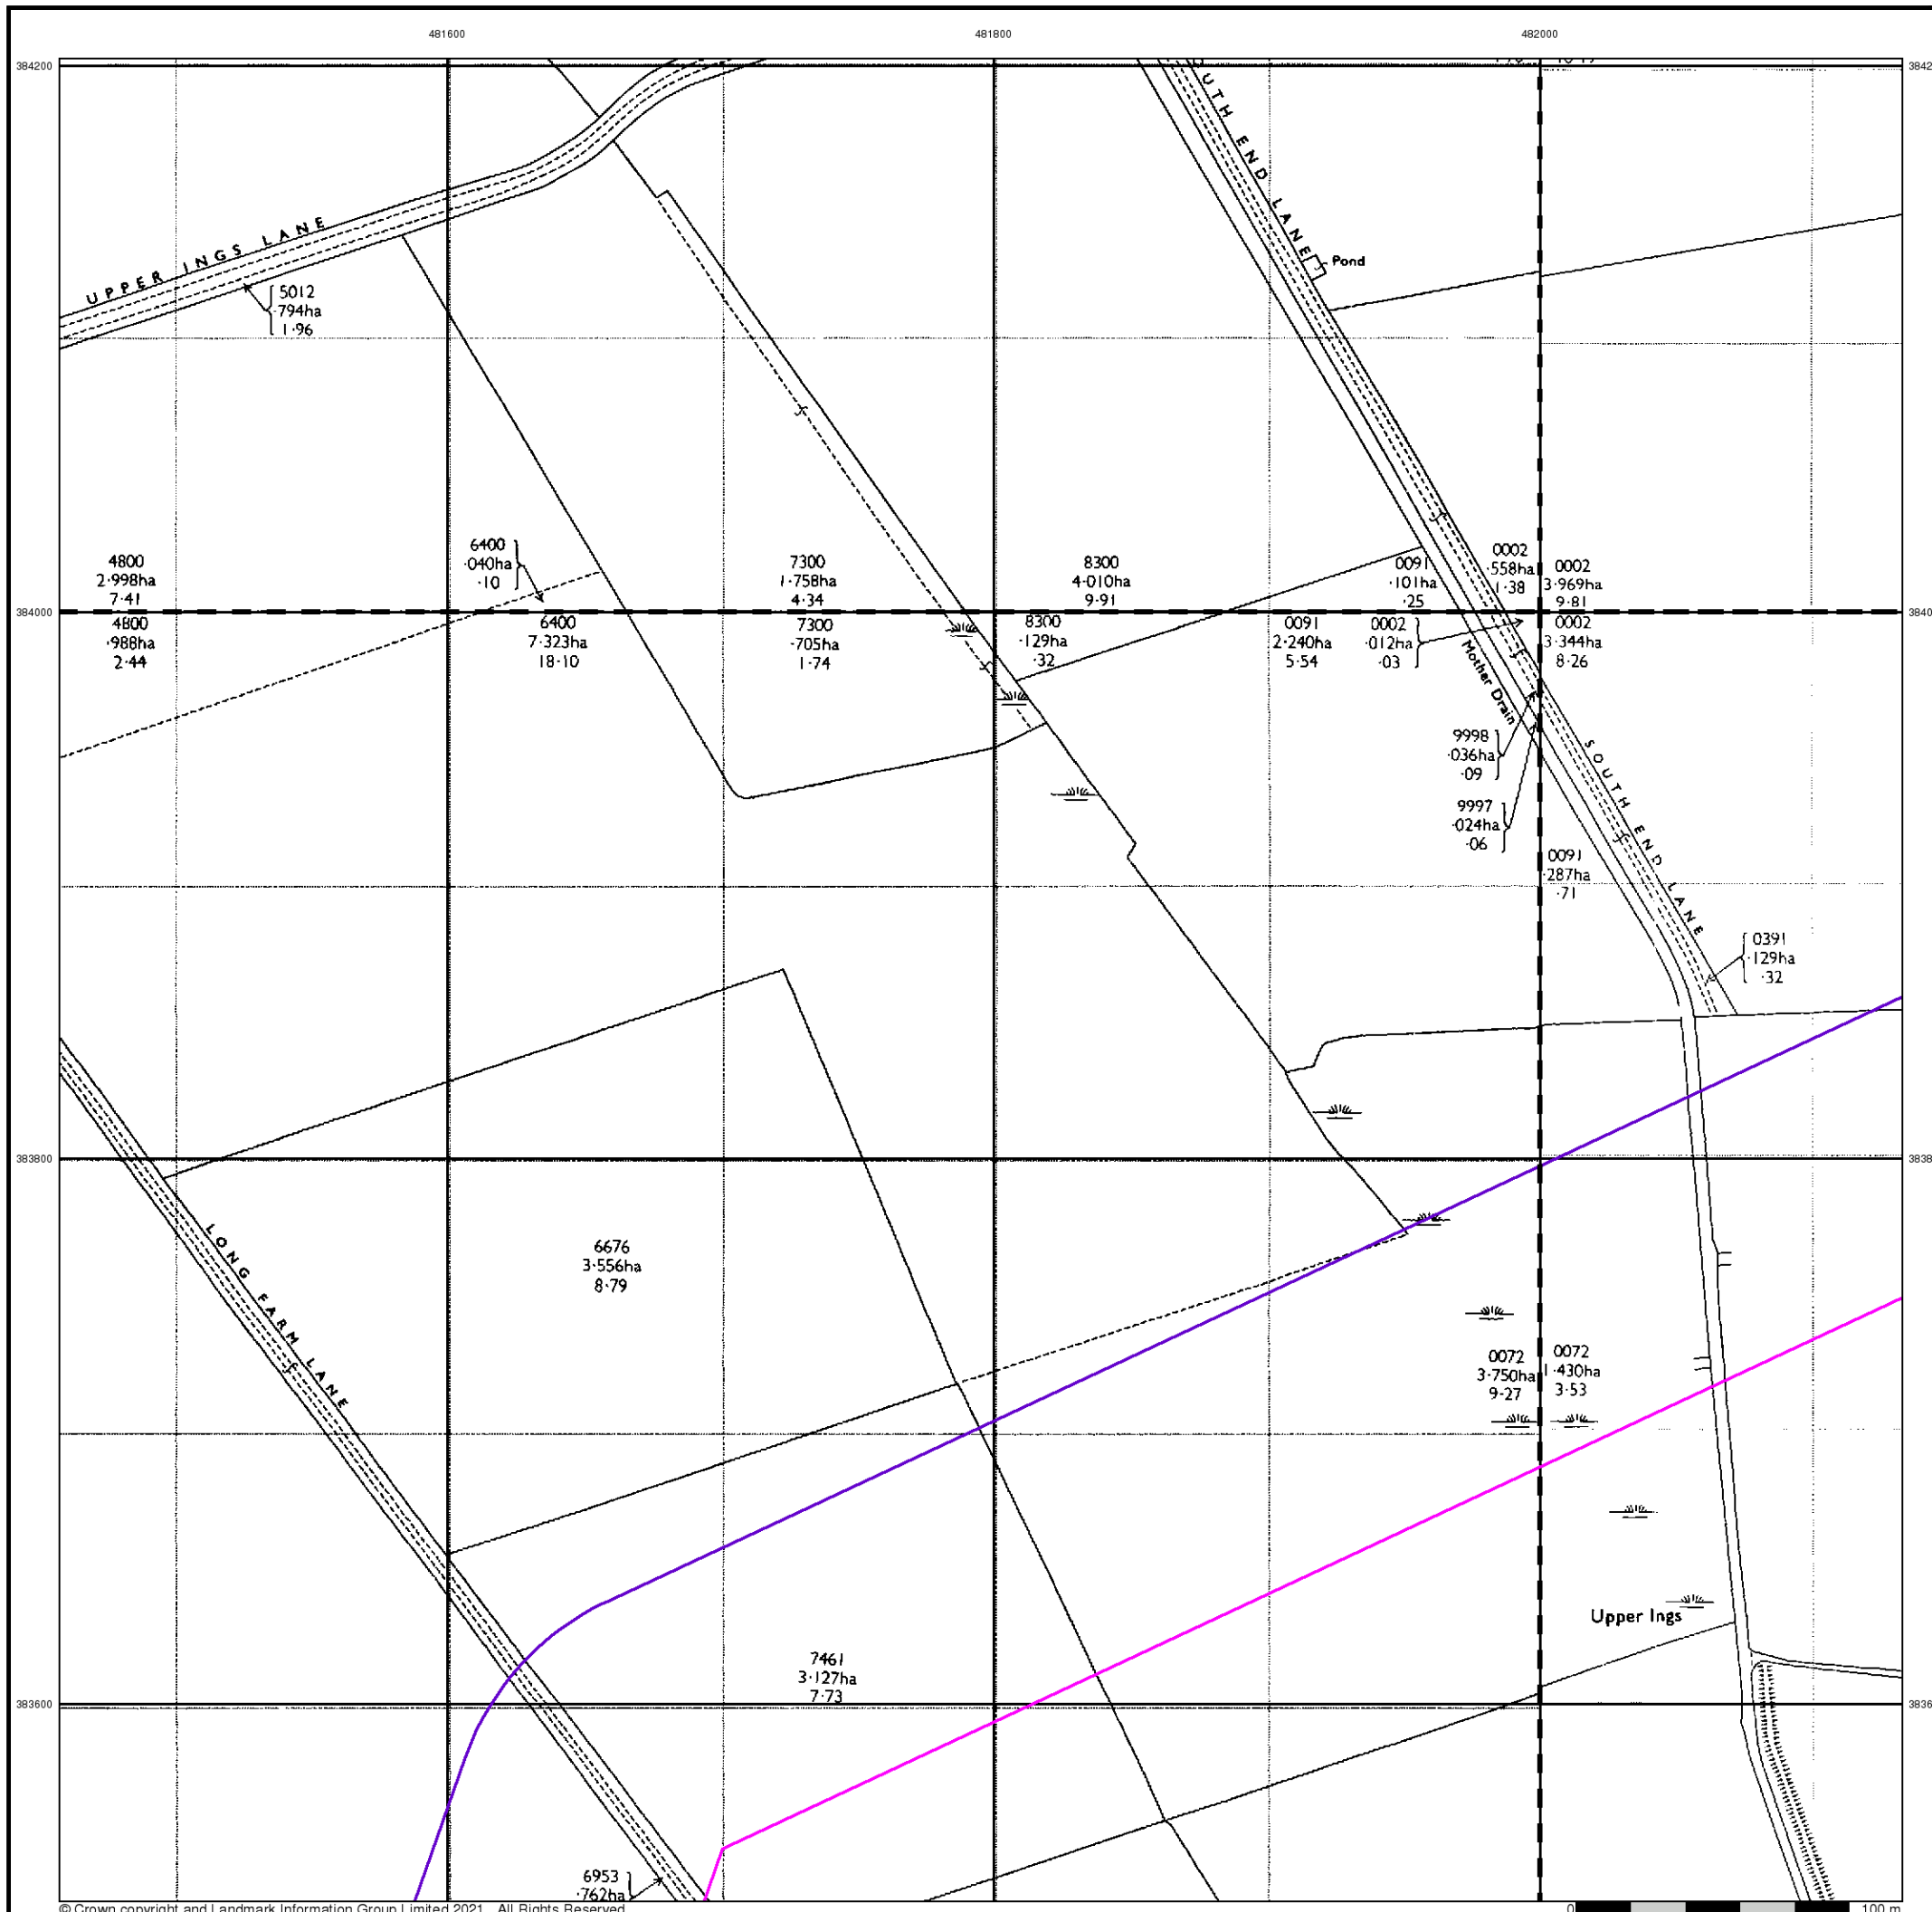 481600
481800
482000
384200
SOUTH END LANE
Pond
UPPER INGS LANE
5012
·794ha
1·96
4800
2·998ha
7·41
6400
·040ha
·10
7300
1·758ha
4·34
8300
4·010ha
9·91
0091
·101ha
·25
0002
·558ha
1·38
0002
3·969ha
9·81
384000
4800
·988ha
2·44
6400
7·323ha
18·10
7300
·705ha
1·74
8300
·129ha
·32
0091
2·240ha
5·54
0002
·012ha
·03
0002
3·344ha
8·26
Mother Drain
9998
·036ha
·09
9997
·024ha
·06
SOUTH END LANE
0091
·287ha
·71
0391
·129ha
·32
383800
LONG FARM LANE
6676
3·556ha
8·79
0072
3·750ha
9·27
0072
1·430ha
3·53
Upper Ings
7461
3·127ha
7·73
383600
6953
·762ha
© Crown copyright and Landmark Information Group Limited 2021. All Rights Reserved.
0
100 m